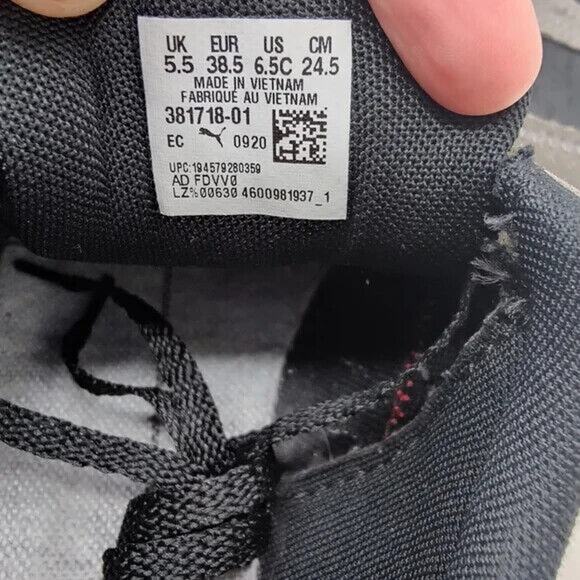 UK EUR US CM
5.5 38.5 6.5C 24.5
MADE IN VIETNAM
FABRIQUÉ AU VIETNAM
381718-01
EC 0920
UPC:194579280359
AD FDVV0
LZ%00630 4600981937_1